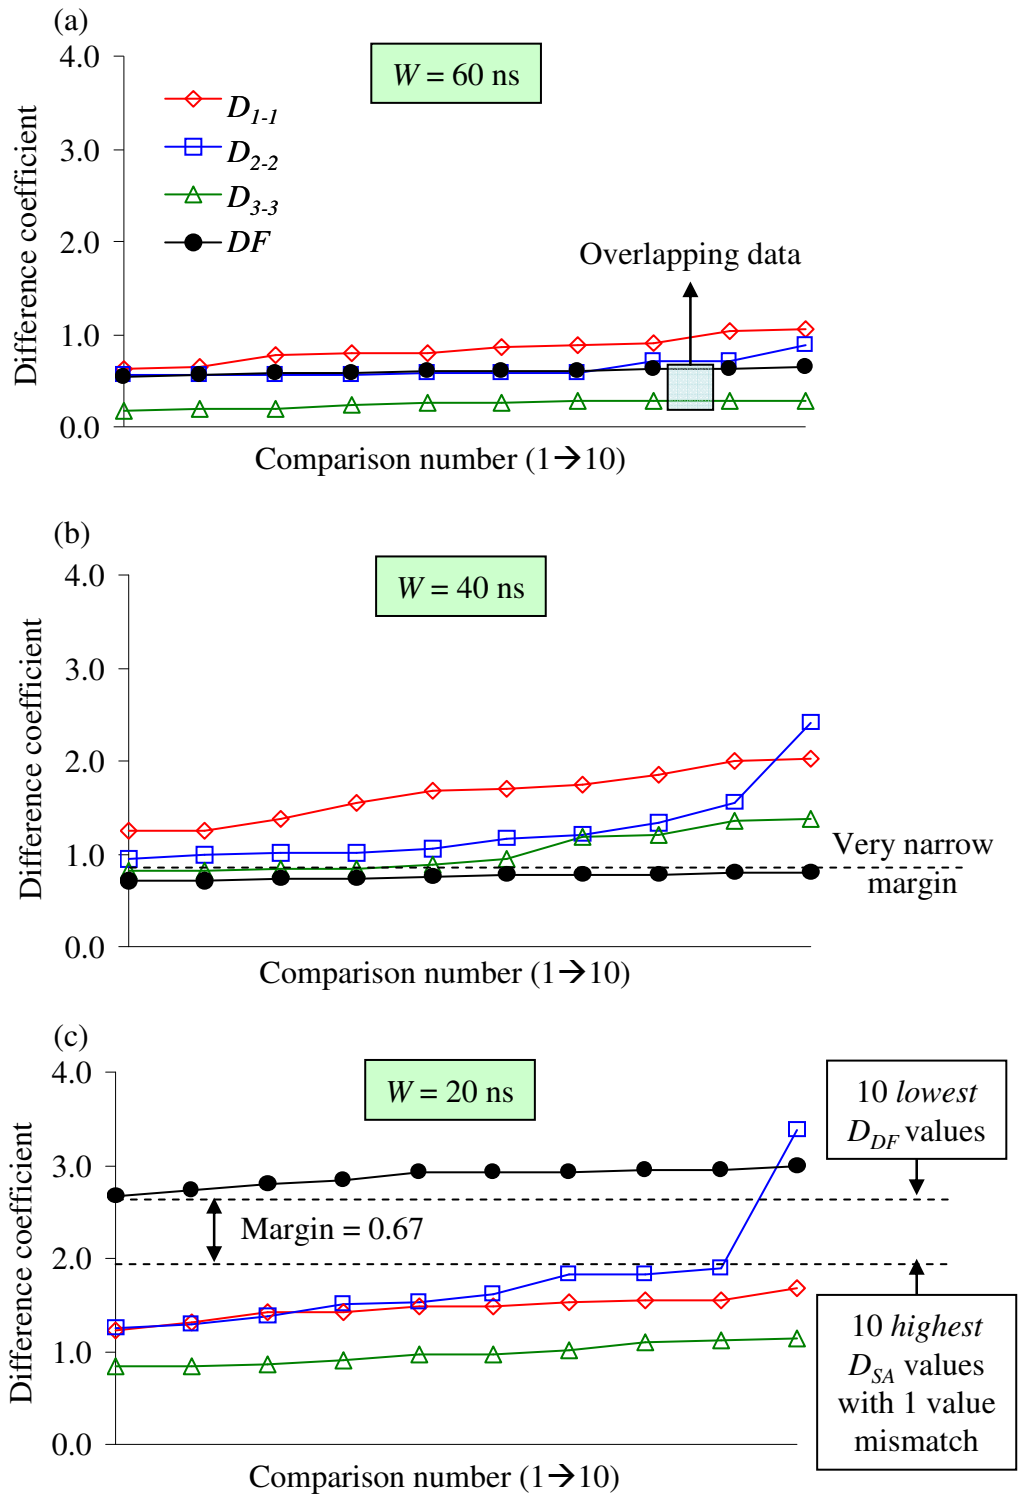 (a)
W = 60 ns
4.0
3.0
2.0
1.0
0.0
Difference coefficient
D1-1
D2-2
D3-3
DF
Overlapping data
Comparison number (1→10)
(b)
W = 40 ns
4.0
3.0
2.0
1.0
0.0
Difference coefficient
Very narrow
margin
Comparison number (1→10)
(c)
W = 20 ns
4.0
3.0
2.0
1.0
0.0
Difference coefficient
10 lowest
DDF values
Margin = 0.67
10 highest
DSA values
with 1 value
mismatch
Comparison number (1→10)